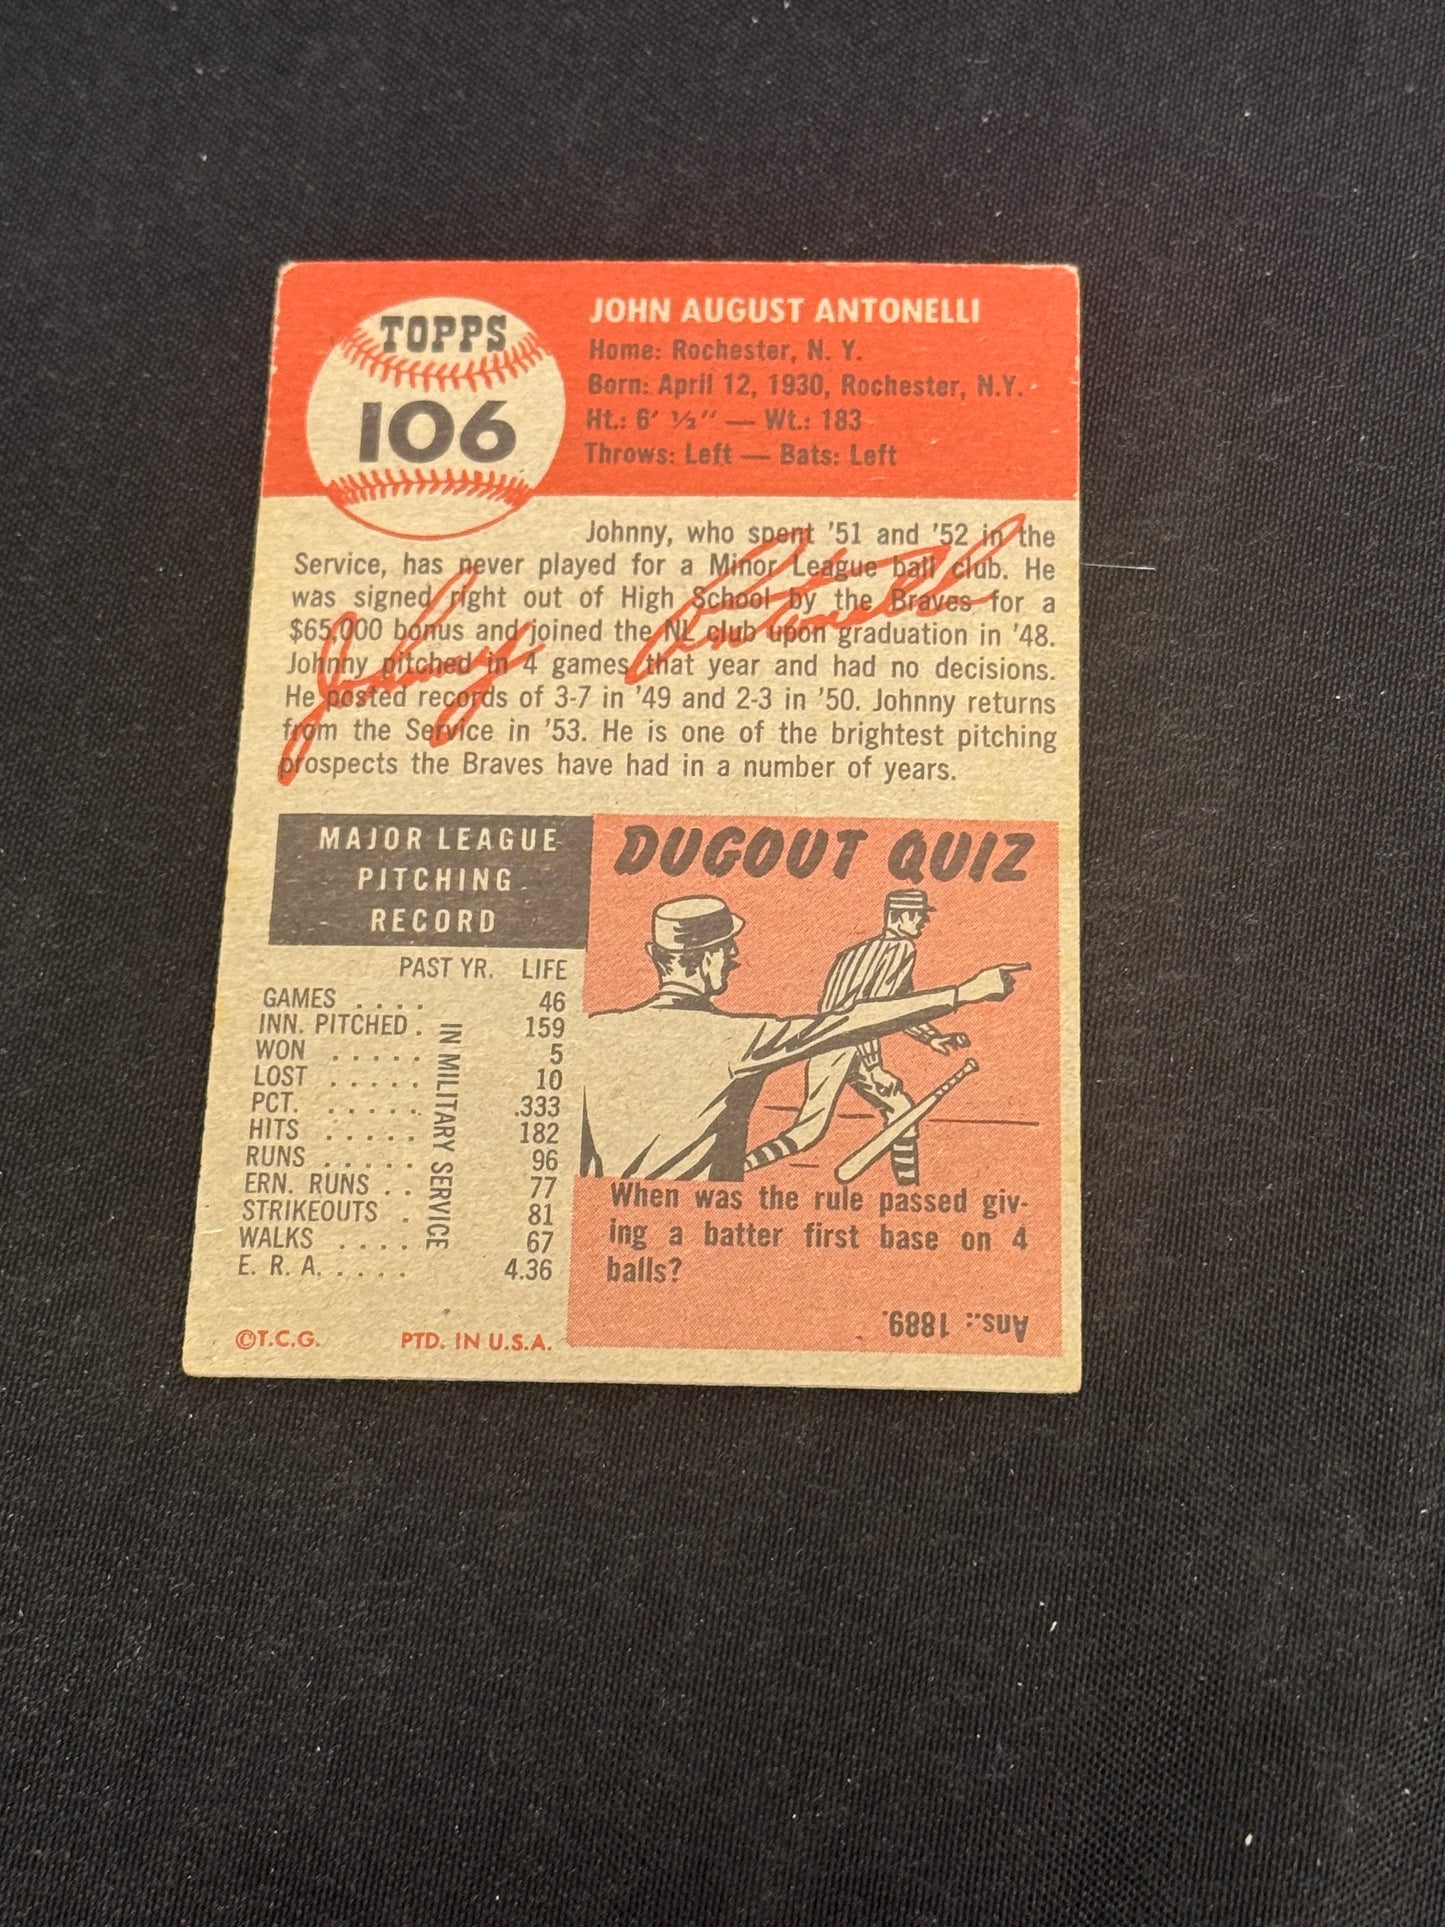 TOPPS
106
JOHN AUGUST ANTONELLI
Home: Rochester, N. Y.
Born: April 12, 1930, Rochester, N.Y.
Ht.: 6' ½" — Wt.: 183
Throws: Left — Bats: Left
Johnny, who spent '51 and '52 in the
Service, has never played for a Minor League ball club. He
was signed right out of High School by the Braves for a
$65,000 bonus and joined the NL club upon graduation in '48.
Johnny pitched in 4 games that year and had no decisions.
He posted records of 3-7 in '49 and 2-3 in '50. Johnny returns
from the Service in '53. He is one of the brightest pitching
prospects the Braves have had in a number of years.
Johnny Antonelli
MAJOR LEAGUE
PITCHING
RECORD
PAST YR. LIFE
GAMES . . . . 46
INN. PITCHED . 159
WON . . . . . 5
LOST . . . . . 10
PCT. . . . . . .333
HITS . . . . . 182
RUNS . . . . . 96
ERN. RUNS . . 77
STRIKEOUTS . 81
WALKS . . . . 67
E. R. A. . . . . 4.36
IN MILITARY SERVICE
©T.C.G. PTD. IN U.S.A.
DUGOUT QUIZ
When was the rule passed giv-
ing a batter first base on 4
balls?
Ans.: 1889.